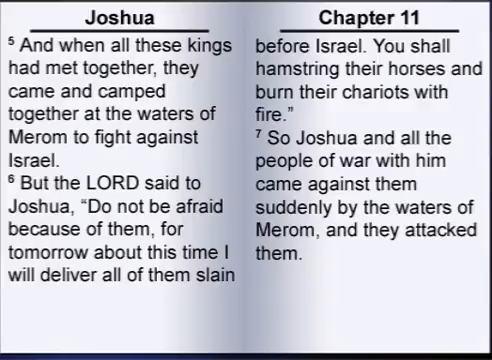 Joshua
Chapter 11
⁵ And when all these kings
had met together, they
came and camped
together at the waters of
Merom to fight against
Israel.
⁶ But the LORD said to
Joshua, “Do not be afraid
because of them, for
tomorrow about this time I
will deliver all of them slain
before Israel. You shall
hamstring their horses and
burn their chariots with
fire.”
⁷ So Joshua and all the
people of war with him
came against them
suddenly by the waters of
Merom, and they attacked
them.